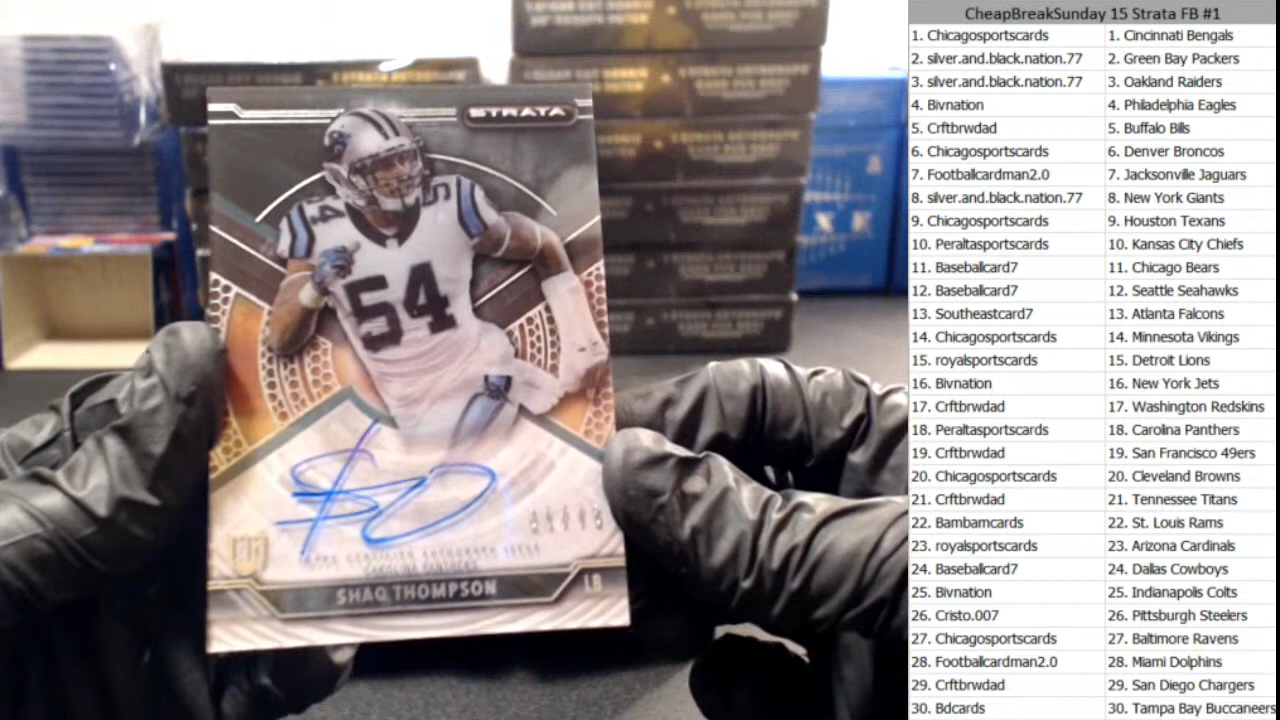 STRATA
54
54
54
SHAQ THOMPSON
LB
CheapBreakSunday 15 Strata FB #1
1. Chicagosportscards 1. Cincinnati Bengals
2. silver.and.black.nation.77 2. Green Bay Packers
3. silver.and.black.nation.77 3. Oakland Raiders
4. Bivnation 4. Philadelphia Eagles
5. Crftbrwdad 5. Buffalo Bills
6. Chicagosportscards 6. Denver Broncos
7. Footballcardman2.0 7. Jacksonville Jaguars
8. silver.and.black.nation.77 8. New York Giants
9. Chicagosportscards 9. Houston Texans
10. Peraltasportscards 10. Kansas City Chiefs
11. Baseballcard7 11. Chicago Bears
12. Baseballcard7 12. Seattle Seahawks
13. Southeastcard7 13. Atlanta Falcons
14. Chicagosportscards 14. Minnesota Vikings
15. royalsportscards 15. Detroit Lions
16. Bivnation 16. New York Jets
17. Crftbrwdad 17. Washington Redskins
18. Peraltasportscards 18. Carolina Panthers
19. Crftbrwdad 19. San Francisco 49ers
20. Chicagosportscards 20. Cleveland Browns
21. Crftbrwdad 21. Tennessee Titans
22. Bambamcards 22. St. Louis Rams
23. royalsportscards 23. Arizona Cardinals
24. Baseballcard7 24. Dallas Cowboys
25. Bivnation 25. Indianapolis Colts
26. Cristo.007 26. Pittsburgh Steelers
27. Chicagosportscards 27. Baltimore Ravens
28. Footballcardman2.0 28. Miami Dolphins
29. Crftbrwdad 29. San Diego Chargers
30. Bdcards 30. Tampa Bay Buccaneers